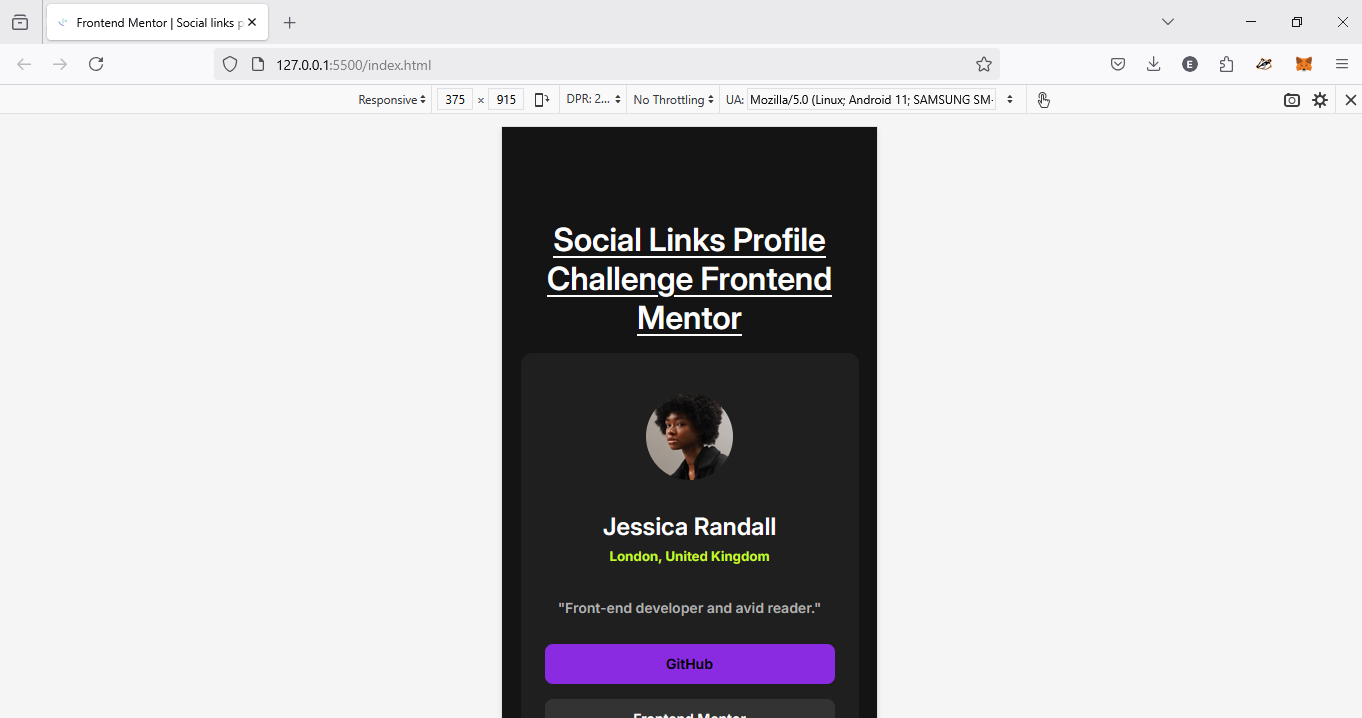 Frontend Mentor | Social links p
127.0.0.1:5500/index.html
E
Responsive 375 × 915 DPR: 2... No Throttling UA: Mozilla/5.0 (Linux; Android 11; SAMSUNG SM-
Social Links Profile
Challenge Frontend
Mentor
Jessica Randall
London, United Kingdom
"Front-end developer and avid reader."
GitHub
Frontend Mentor